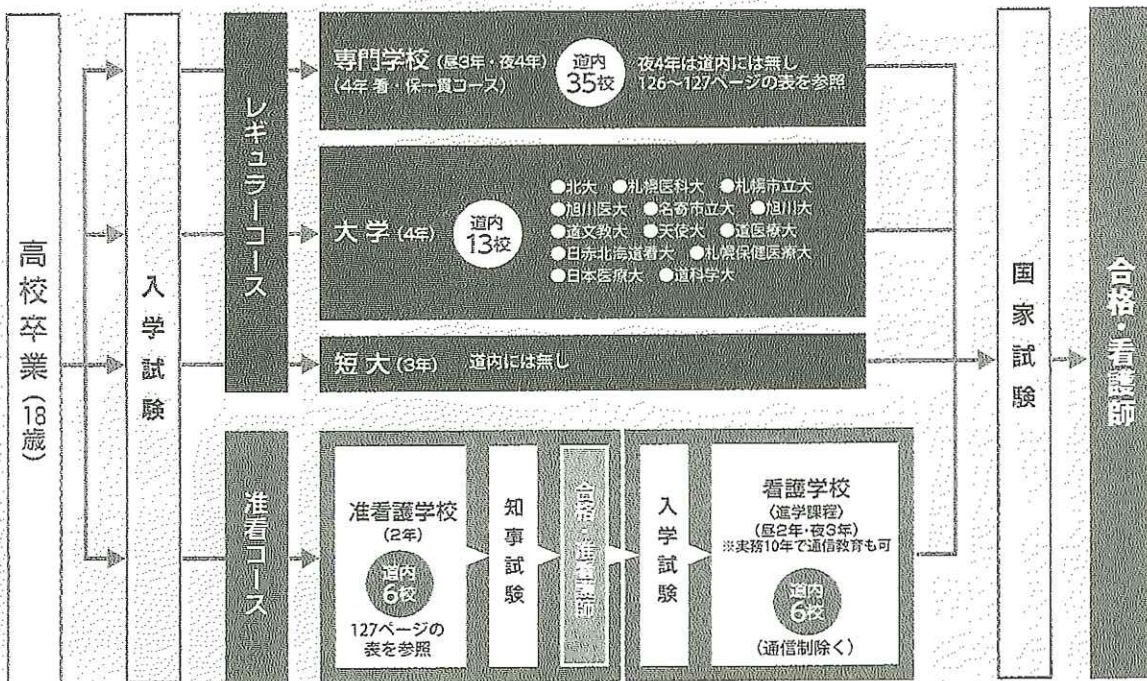 高校卒業(18歳)
入学試験
レギュラーコース
専門学校(昼3年・夜4年)
(4年 看・保一貫コース)
道内
35校
夜4年は道内には無し
126〜127ページの表を参照
大学(4年)
道内
13校
●北大 ●札幌医科大 ●札幌市立大
●旭川医大 ●名寄市立大 ●旭川大
●道文教大 ●天使大 ●道医療大
●日赤北海道看大 ●札幌保健医療大
●日本医療大 ●道科学大
短大(3年) 道内には無し
准看コース
准看護学校
(2年)
道内
6校
127ページの
表を参照
知事試験
合格・准看護師
入学試験
看護学校
〈進学課程〉
(昼2年・夜3年)
※実務10年で通信教育も可
道内
6校
(通信制除く)
国家試験
合格・看護師